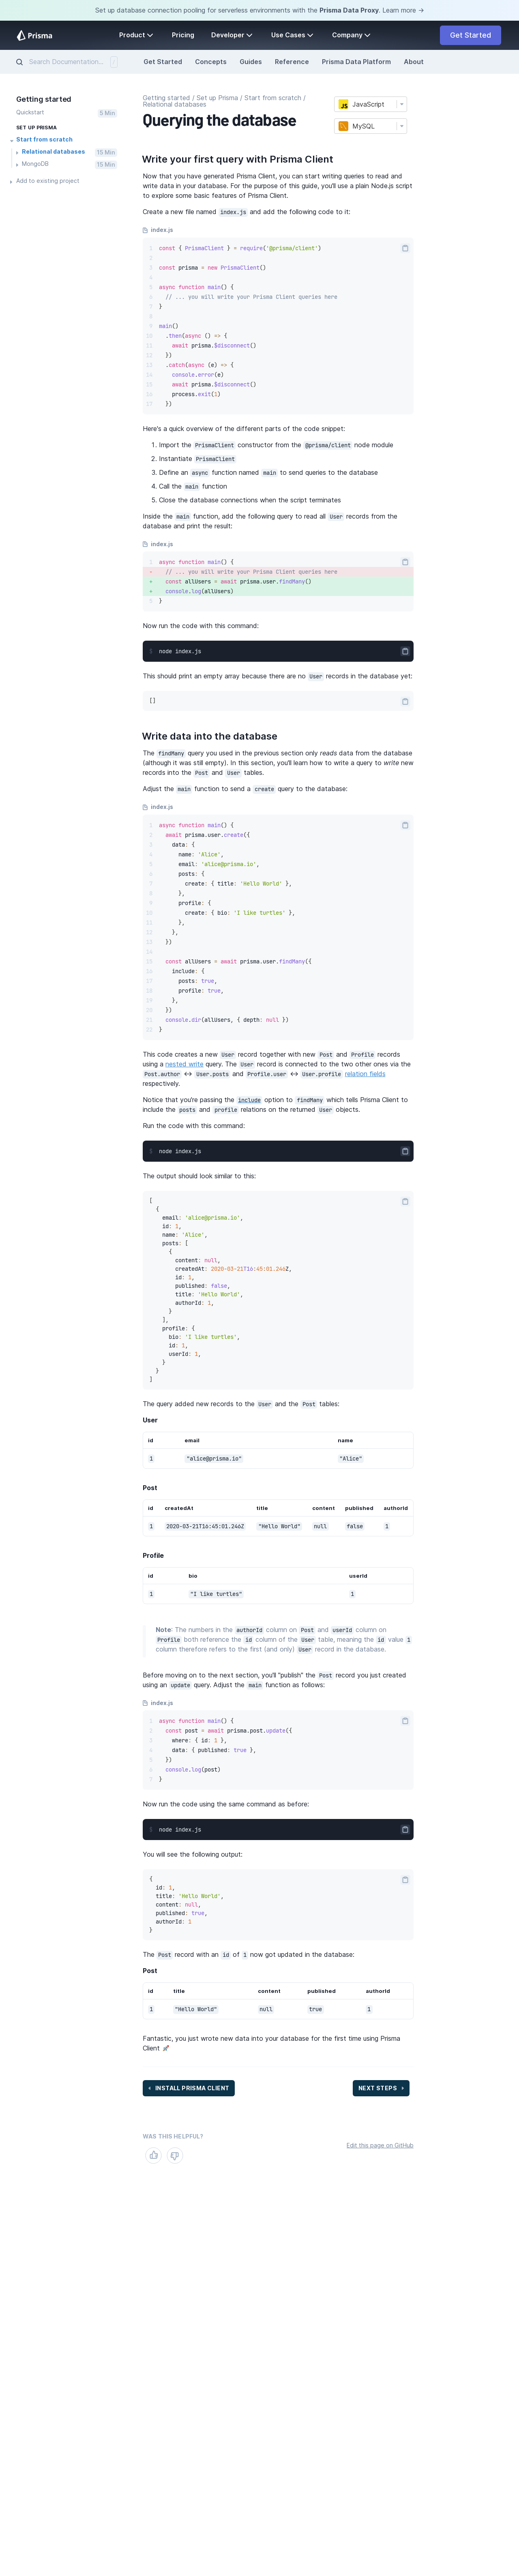 Set up database connection pooling for serverless environments with the Prisma Data Proxy. Learn more →
Prisma
Product
Pricing
Developer
Use Cases
Company
Get Started
Search Documentation...
/
Get Started
Concepts
Guides
Reference
Prisma Data Platform
About
Getting started
Quickstart
5 Min
SET UP PRISMA
Start from scratch
Relational databases
15 Min
MongoDB
15 Min
Add to existing project
Getting started / Set up Prisma / Start from scratch /
Relational databases
Querying the database
JavaScript
MySQL
Write your first query with Prisma Client
Now that you have generated Prisma Client, you can start writing queries to read and
write data in your database. For the purpose of this guide, you'll use a plain Node.js script
to explore some basic features of Prisma Client.
Create a new file named index.js and add the following code to it:
index.js
1 const { PrismaClient } = require('@prisma/client')
2
3 const prisma = new PrismaClient()
4
5 async function main() {
6 // ... you will write your Prisma Client queries here
7 }
8
9 main()
10 .then(async () => {
11 await prisma.$disconnect()
12 })
13 .catch(async (e) => {
14 console.error(e)
15 await prisma.$disconnect()
16 process.exit(1)
17 })
Here's a quick overview of the different parts of the code snippet:
1. Import the PrismaClient constructor from the @prisma/client node module
2. Instantiate PrismaClient
3. Define an async function named main to send queries to the database
4. Call the main function
5. Close the database connections when the script terminates
Inside the main function, add the following query to read all User records from the
database and print the result:
index.js
1 async function main() {
- // ... you will write your Prisma Client queries here
+ const allUsers = await prisma.user.findMany()
+ console.log(allUsers)
5 }
Now run the code with this command:
$ node index.js
This should print an empty array because there are no User records in the database yet:
[]
Write data into the database
The findMany query you used in the previous section only reads data from the database
(although it was still empty). In this section, you'll learn how to write a query to write new
records into the Post and User tables.
Adjust the main function to send a create query to the database:
index.js
1 async function main() {
2 await prisma.user.create({
3 data: {
4 name: 'Alice',
5 email: 'alice@prisma.io',
6 posts: {
7 create: { title: 'Hello World' },
8 },
9 profile: {
10 create: { bio: 'I like turtles' },
11 },
12 },
13 })
14
15 const allUsers = await prisma.user.findMany({
16 include: {
17 posts: true,
18 profile: true,
19 },
20 })
21 console.dir(allUsers, { depth: null })
22 }
This code creates a new User record together with new Post and Profile records
using a nested write query. The User record is connected to the two other ones via the
Post.author ↔ User.posts and Profile.user ↔ User.profile relation fields
respectively.
Notice that you're passing the include option to findMany which tells Prisma Client to
include the posts and profile relations on the returned User objects.
Run the code with this command:
$ node index.js
The output should look similar to this:
[
{
email: 'alice@prisma.io',
id: 1,
name: 'Alice',
posts: [
{
content: null,
createdAt: 2020-03-21T16:45:01.246Z,
id: 1,
published: false,
title: 'Hello World',
authorId: 1,
}
],
profile: {
bio: 'I like turtles',
id: 1,
userId: 1,
}
}
]
The query added new records to the User and the Post tables:
User
id email name
1 "alice@prisma.io" "Alice"
Post
id createdAt title content published authorId
1 2020-03-21T16:45:01.246Z "Hello World" null false 1
Profile
id bio userId
1 "I like turtles" 1
Note: The numbers in the authorId column on Post and userId column on
Profile both reference the id column of the User table, meaning the id value 1
column therefore refers to the first (and only) User record in the database.
Before moving on to the next section, you'll "publish" the Post record you just created
using an update query. Adjust the main function as follows:
index.js
1 async function main() {
2 const post = await prisma.post.update({
3 where: { id: 1 },
4 data: { published: true },
5 })
6 console.log(post)
7 }
Now run the code using the same command as before:
$ node index.js
You will see the following output:
{
id: 1,
title: 'Hello World',
content: null,
published: true,
authorId: 1
}
The Post record with an id of 1 now got updated in the database:
Post
id title content published authorId
1 "Hello World" null true 1
Fantastic, you just wrote new data into your database for the first time using Prisma
Client 🚀
INSTALL PRISMA CLIENT
NEXT STEPS
WAS THIS HELPFUL?
Edit this page on GitHub